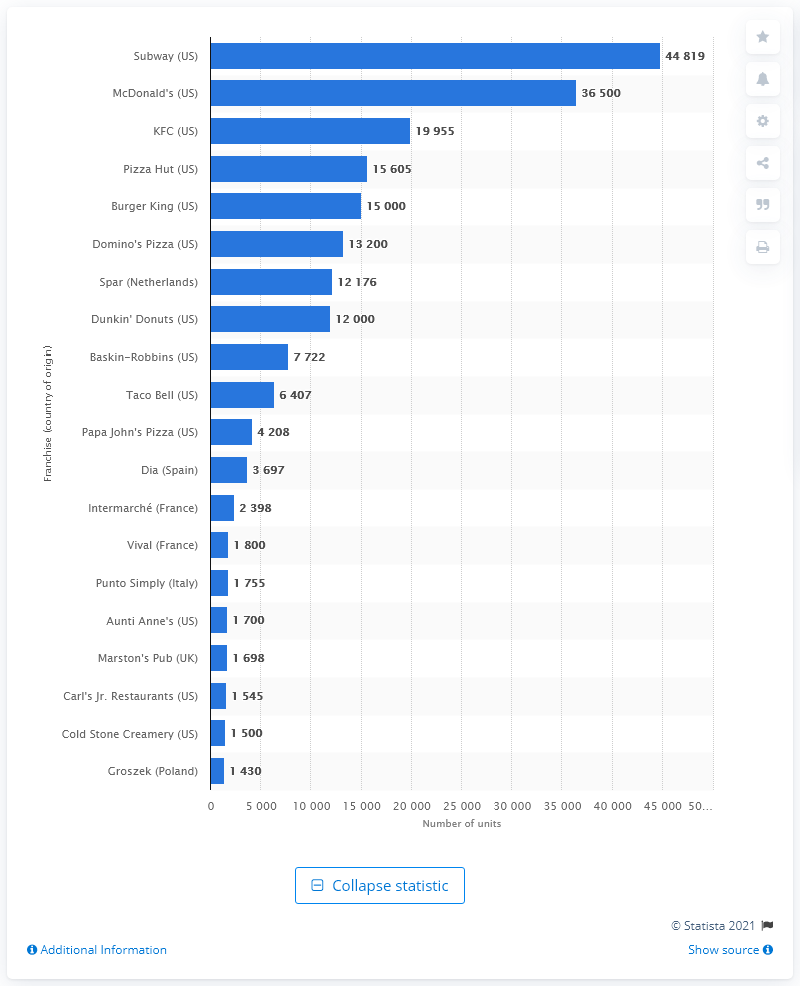 Subway (US) 44 819
McDonald's (US) 36 500
KFC (US) 19 955
Pizza Hut (US) 15 605
Burger King (US) 15 000
Domino's Pizza (US) 13 200
Spar (Netherlands) 12 176
Dunkin' Donuts (US) 12 000
Baskin-Robbins (US) 7 722
Taco Bell (US) 6 407
Papa John's Pizza (US) 4 208
Dia (Spain) 3 697
Intermarché (France) 2 398
Vival (France) 1 800
Punto Simply (Italy) 1 755
Aunti Anne's (US) 1 700
Marston's Pub (UK) 1 698
Carl's Jr. Restaurants (US) 1 545
Cold Stone Creamery (US) 1 500
Groszek (Poland) 1 430
Franchise (country of origin)
0 5 000 10 000 15 000 20 000 25 000 30 000 35 000 40 000 45 000 50...
Number of units
Collapse statistic
© Statista 2021
Additional Information Show source